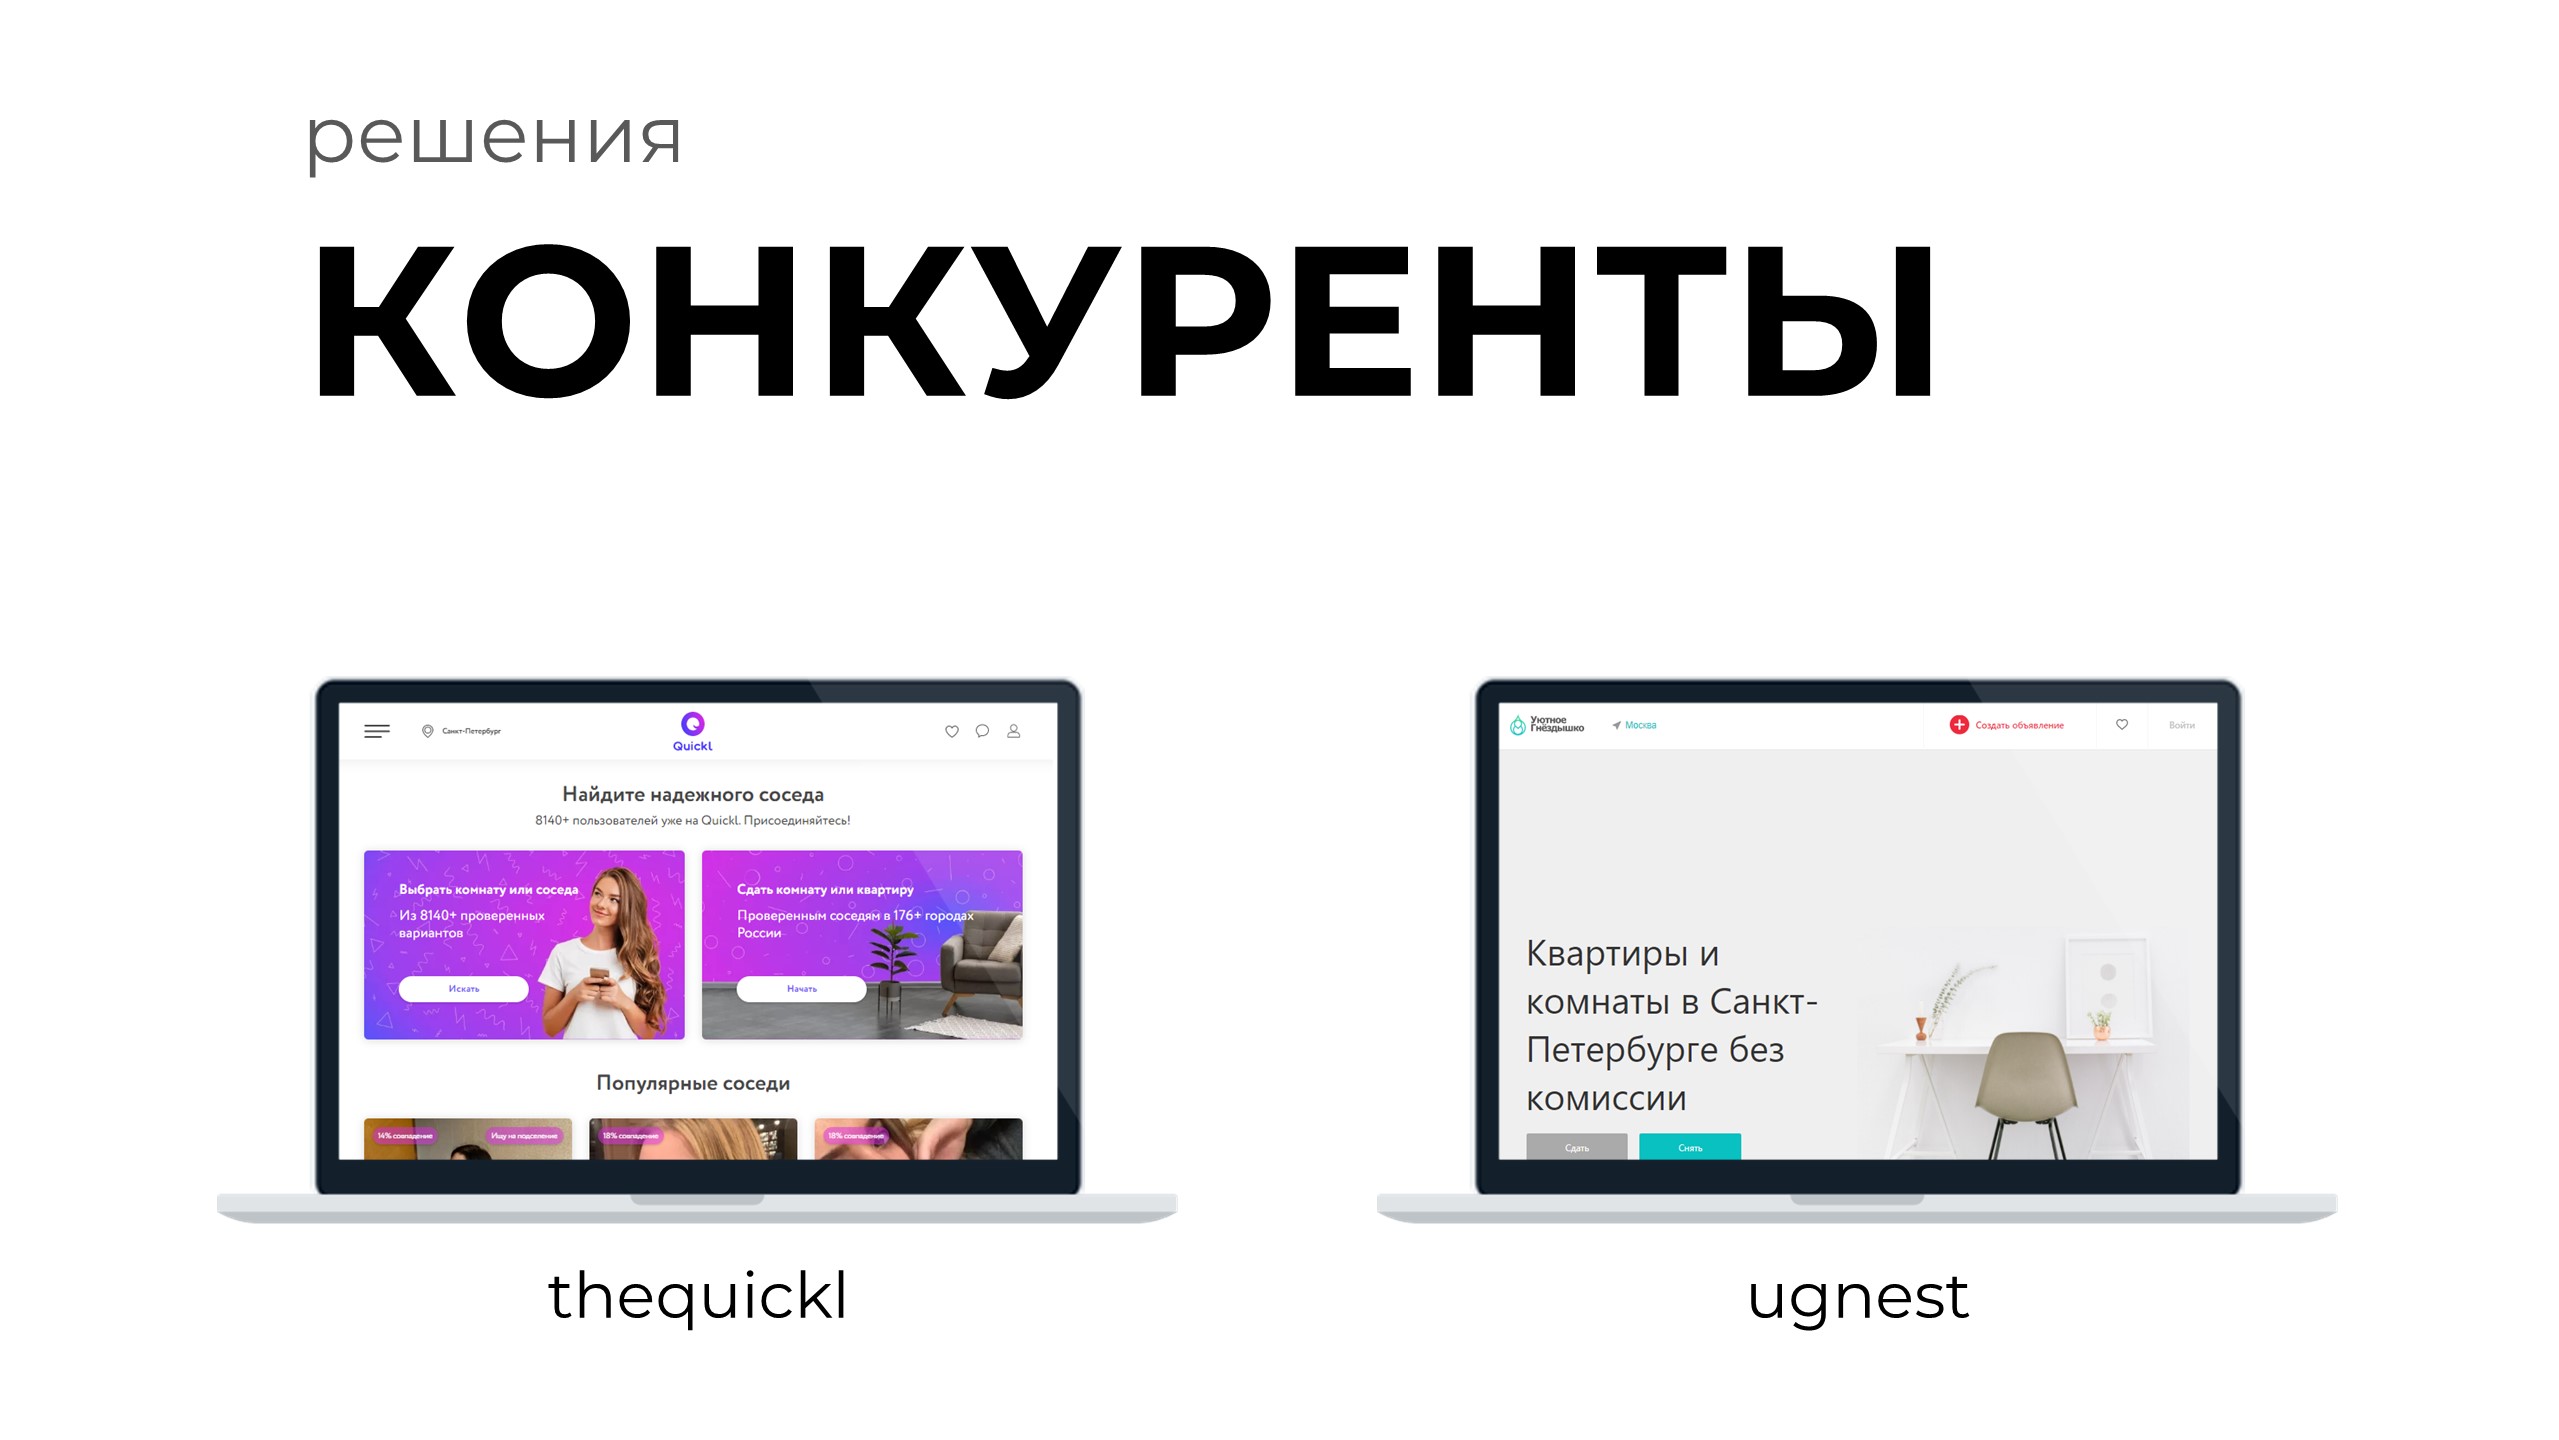 решения
КОНКУРЕНТЫ
Санкт-Петербург
Quickl
Найдите надежного соседа
8140+ пользователей уже на Quickl. Присоединяйтесь!
Выбрать комнату или соседа
Из 8140+ проверенных
вариантов
Искать
Сдать комнату или квартиру
Проверенным соседям в 176+ городах
России
Начать
Популярные соседи
14% совпадение
Ищу на подселение
18% совпадение
18% совпадение
thequickl
Уютное
Гнёздышко
Москва
Создать объявление
Войти
Квартиры и
комнаты в Санкт-
Петербурге без
комиссии
Сдать
Снять
ugnest